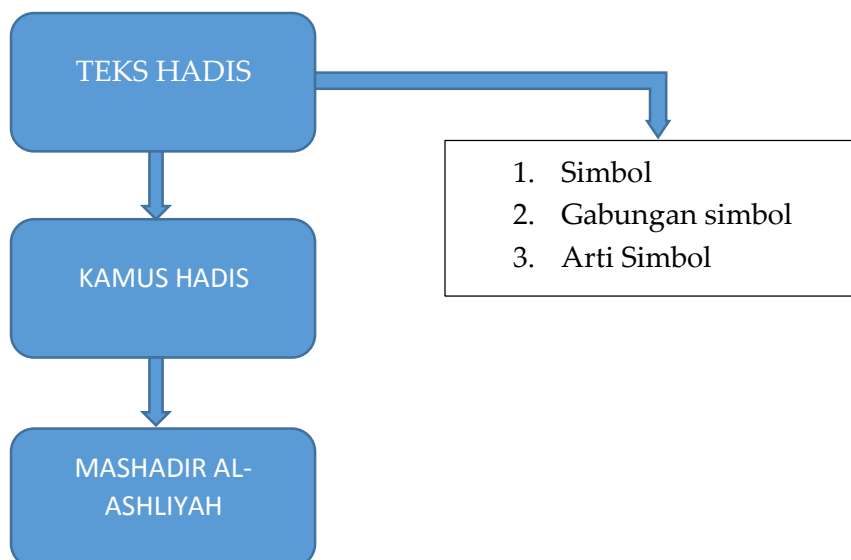 TEKS HADIS
1. Simbol
2. Gabungan simbol
3. Arti Simbol
KAMUS HADIS
MASHADIR AL-
ASHLIYAH